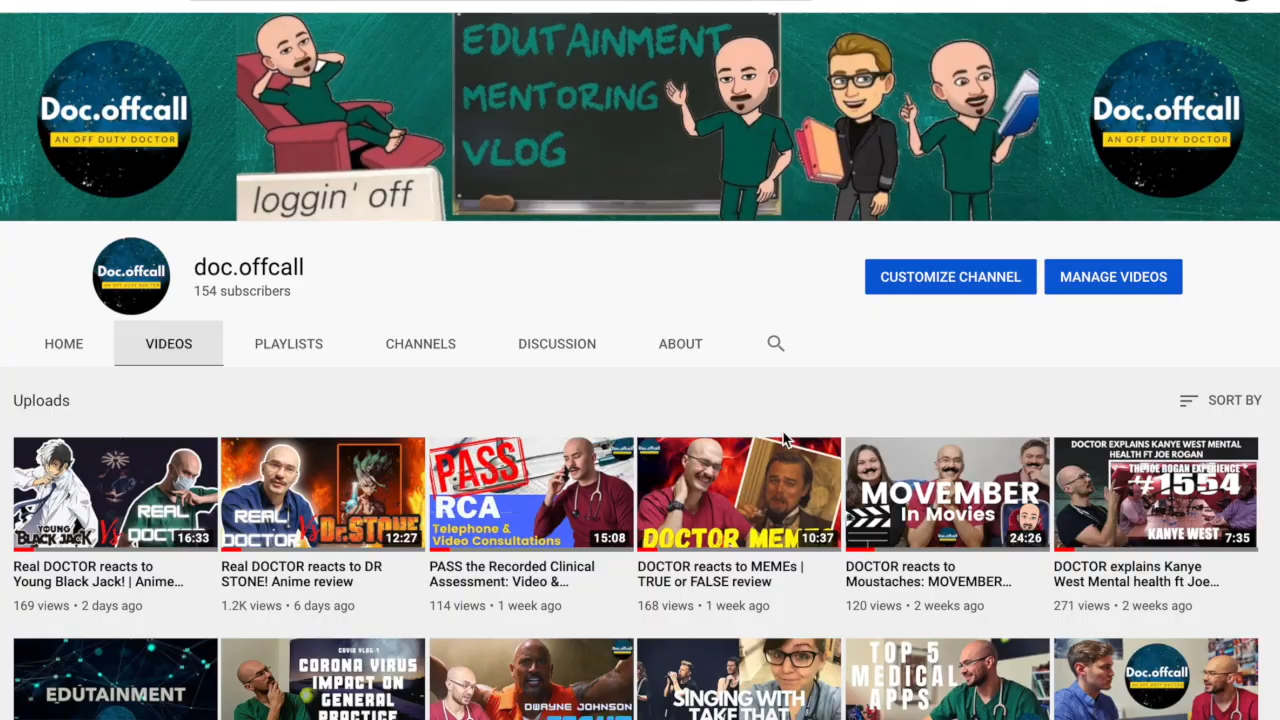 EDUTAINMENT
MENTORING
VLOG
Doc.offcall
AN OFF DUTY DOCTOR
loggin' off
Doc.offcall
AN OFF DUTY DOCTOR
Doc.offcall
AN OFF DUTY DOCTOR
doc.offcall
154 subscribers
CUSTOMIZE CHANNEL
MANAGE VIDEOS
HOME
VIDEOS
PLAYLISTS
CHANNELS
DISCUSSION
ABOUT
Uploads
SORT BY
YOUNG
BLACK JACK
Vs
REAL
DOCT
16:33
Real DOCTOR reacts to
Young Black Jack! | Anime...
169 views • 2 days ago
REAL
DOCTOR
Dr.STONE
12:27
Real DOCTOR reacts to DR
STONE! Anime review
1.2K views • 6 days ago
PASS
RCA
Telephone &
Video Consultations
15:08
PASS the Recorded Clinical
Assessment: Video &...
114 views • 1 week ago
DOCTOR MEM
10:37
DOCTOR reacts to MEMEs |
TRUE or FALSE review
168 views • 1 week ago
MOVEMBER
In Movies
24:26
DOCTOR reacts to
Moustaches: MOVEMBER...
120 views • 2 weeks ago
DOCTOR EXPLAINS KANYE WEST MENTAL
HEALTH FT JOE ROGAN
THE JOE ROGAN EXPERIENCE
#1554
KANYE WEST
7:35
DOCTOR explains Kanye
West Mental health ft Joe...
271 views • 2 weeks ago
EDUTAINMENT
COVID VLOG 1
CORONA VIRUS
IMPACT ON
GENERAL
PRACTICE
DWAYNE JOHNSON
SINGING WITH
TAKE THAT
TOP 5
MEDICAL
APPS
Doc.offcall